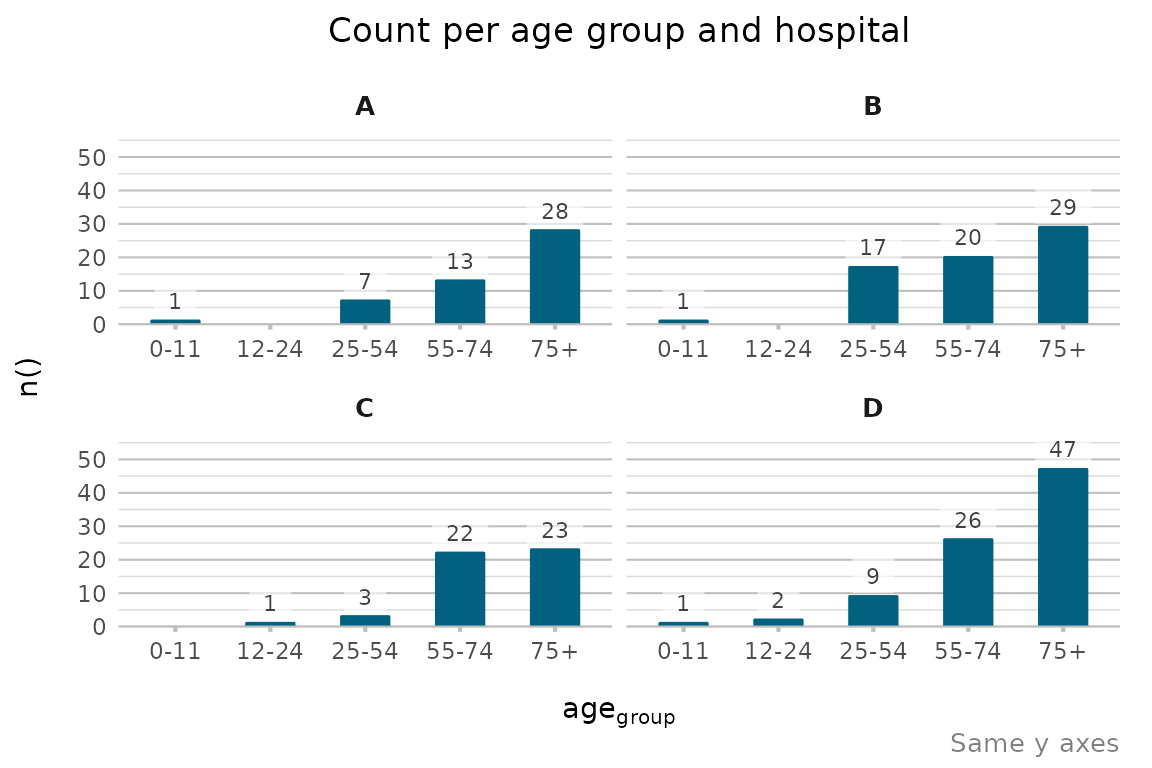 Count per age group and hospital
A B
50
40
30
20
10
0
1 7 13 28
1 17 20 29
0-11 12-24 25-54 55-74 75+ 0-11 12-24 25-54 55-74 75+
n()
C D
50
40
30
20
10
0
1 3 22 23
1 2 9 26 47
0-11 12-24 25-54 55-74 75+ 0-11 12-24 25-54 55-74 75+
age group
Same y axes